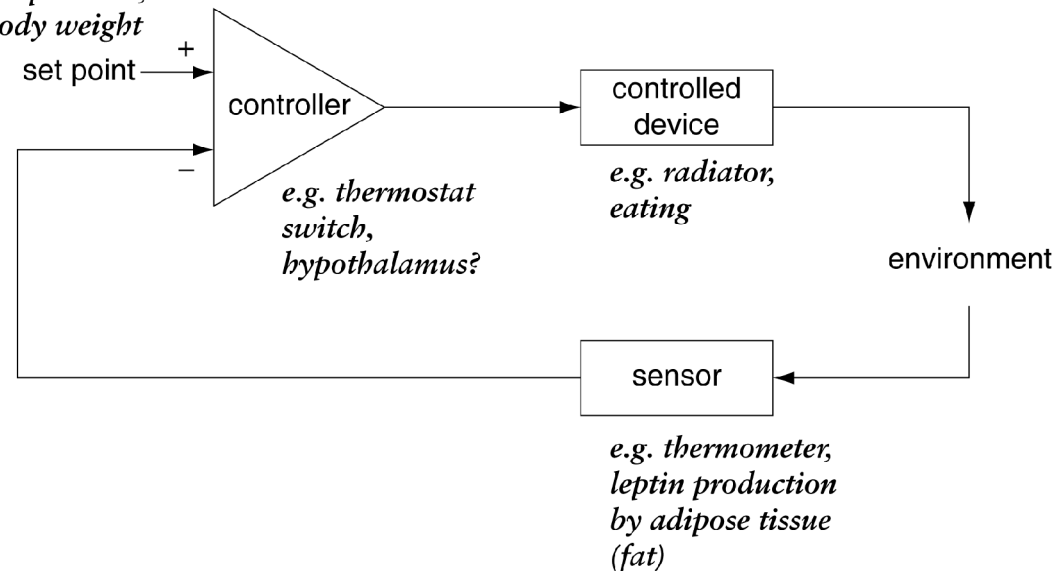 body weight
+
set point
controller
–
e.g. thermostat
switch,
hypothalamus?
controlled
device
e.g. radiator,
eating
environment
sensor
e.g. thermometer,
leptin production
by adipose tissue
(fat)